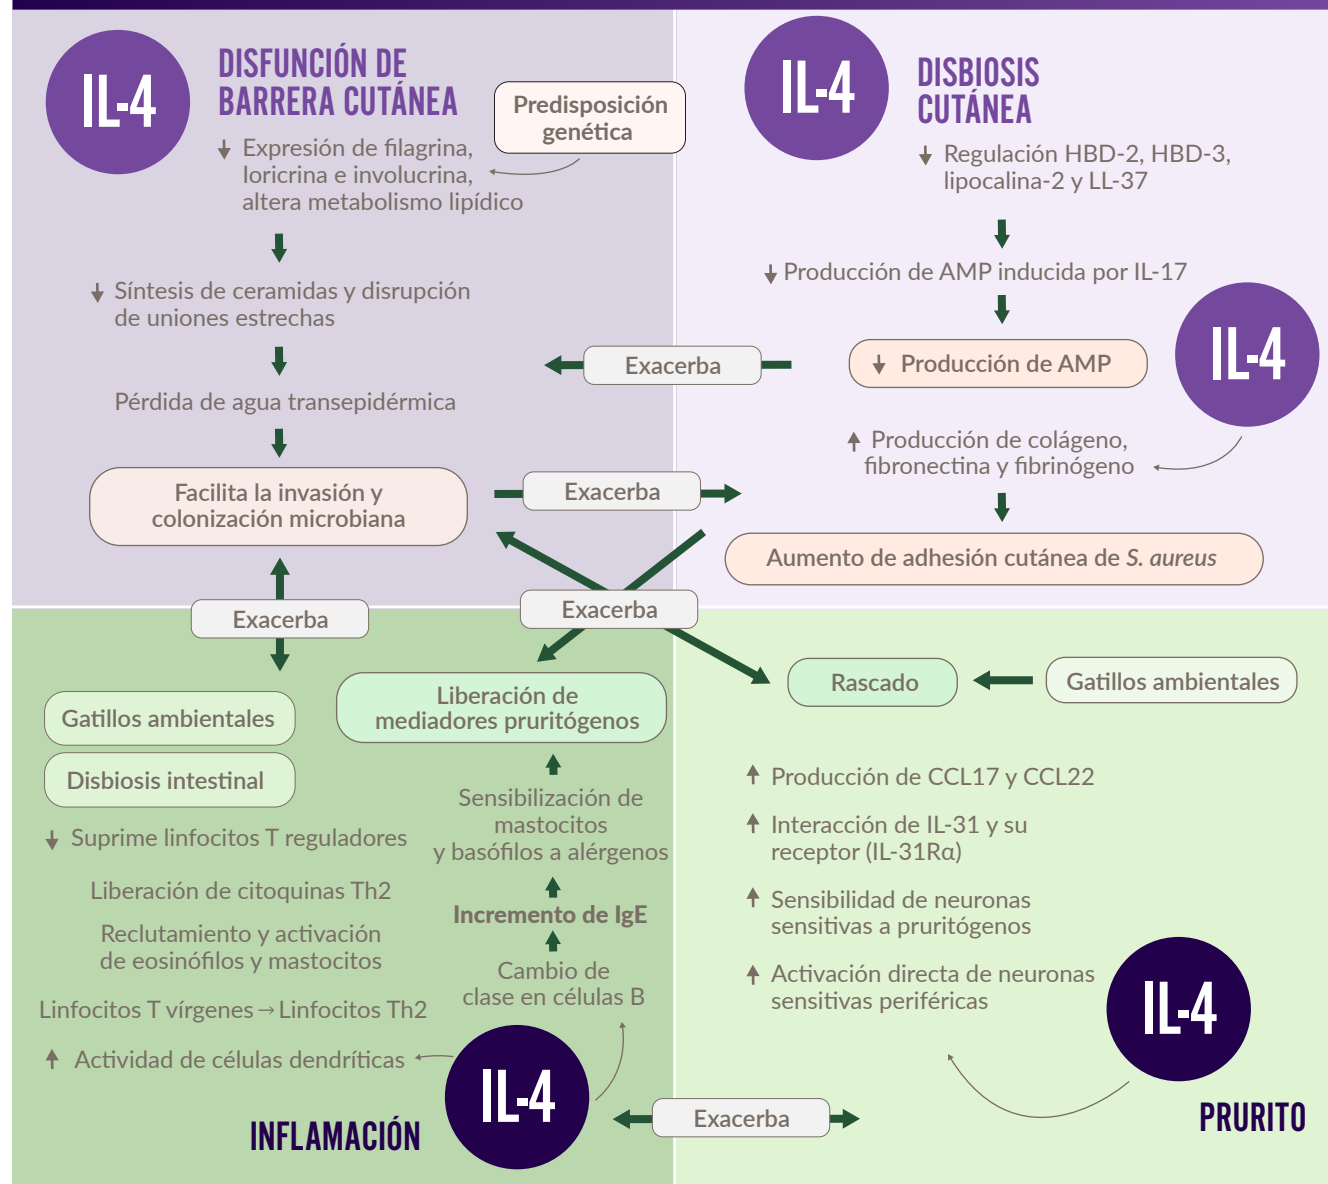 IL-4
DISFUNCIÓN DE
BARRERA CUTÁNEA
Predisposición
genética
Expresión de filagrina,
loricrina e involucrina,
altera metabolismo lipídico
Síntesis de ceramidas y disrupción
de uniones estrechas
Pérdida de agua transepidérmica
Facilita la invasión y
colonización microbiana
IL-4
DISBIOSIS
CUTÁNEA
Regulación HBD-2, HBD-3,
lipocalina-2 y LL-37
Producción de AMP inducida por IL-17
IL-4
Exacerba
Producción de AMP
Producción de colágeno,
fibronectina y fibrinógeno
Exacerba
Aumento de adhesión cutánea de S. aureus
Exacerba
Exacerba
Gatillos ambientales
Disbiosis intestinal
Suprime linfocitos T reguladores
Liberación de citoquinas Th2
Reclutamiento y activación
de eosinófilos y mastocitos
Linfocitos T vírgenes → Linfocitos Th2
Actividad de células dendríticas
Liberación de
mediadores pruritógenos
Sensibilización de
mastocitos
y basófilos a alérgenos
Incremento de IgE
Cambio de
clase en células B
IL-4
INFLAMACIÓN
Exacerba
Rascado
Gatillos ambientales
Producción de CCL17 y CCL22
Interacción de IL-31 y su
receptor (IL-31Rα)
Sensibilidad de neuronas
sensitivas a pruritógenos
Activación directa de neuronas
sensitivas periféricas
IL-4
PRURITO